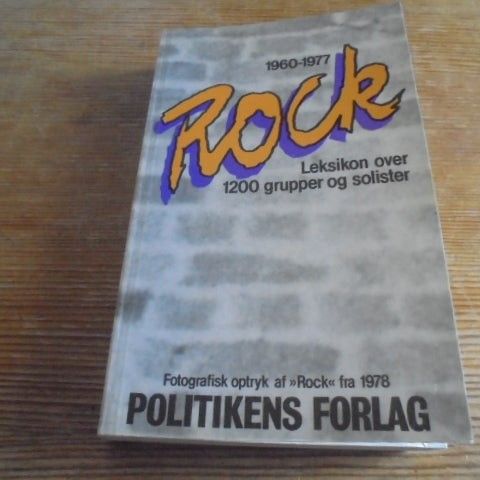 1960-1977
Rock
Leksikon over
1200 grupper og solister
Fotografisk optryk af »Rock« fra 1978
POLITIKENS FORLAG